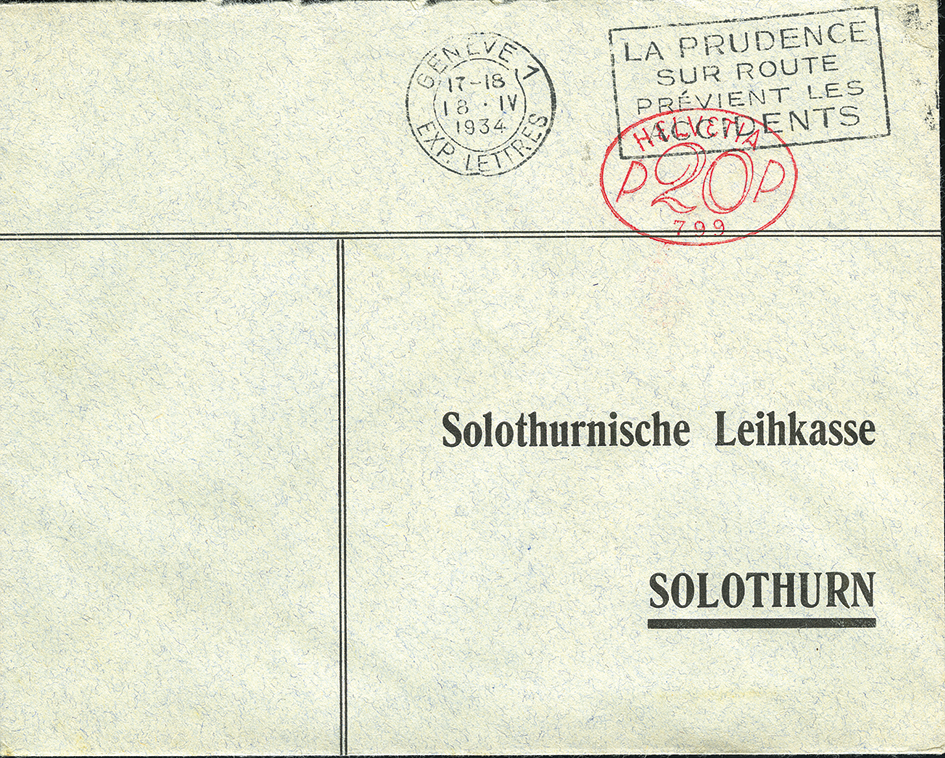 GENÈVE 1
17-18
18 · IV
1934
EXP. LETTRES
LA PRUDENCE
SUR ROUTE
PRÉVIENT LES
ACCIDENTS
HELVETIA
P 20 P
799
Solothurnische Leihkasse
SOLOTHURN